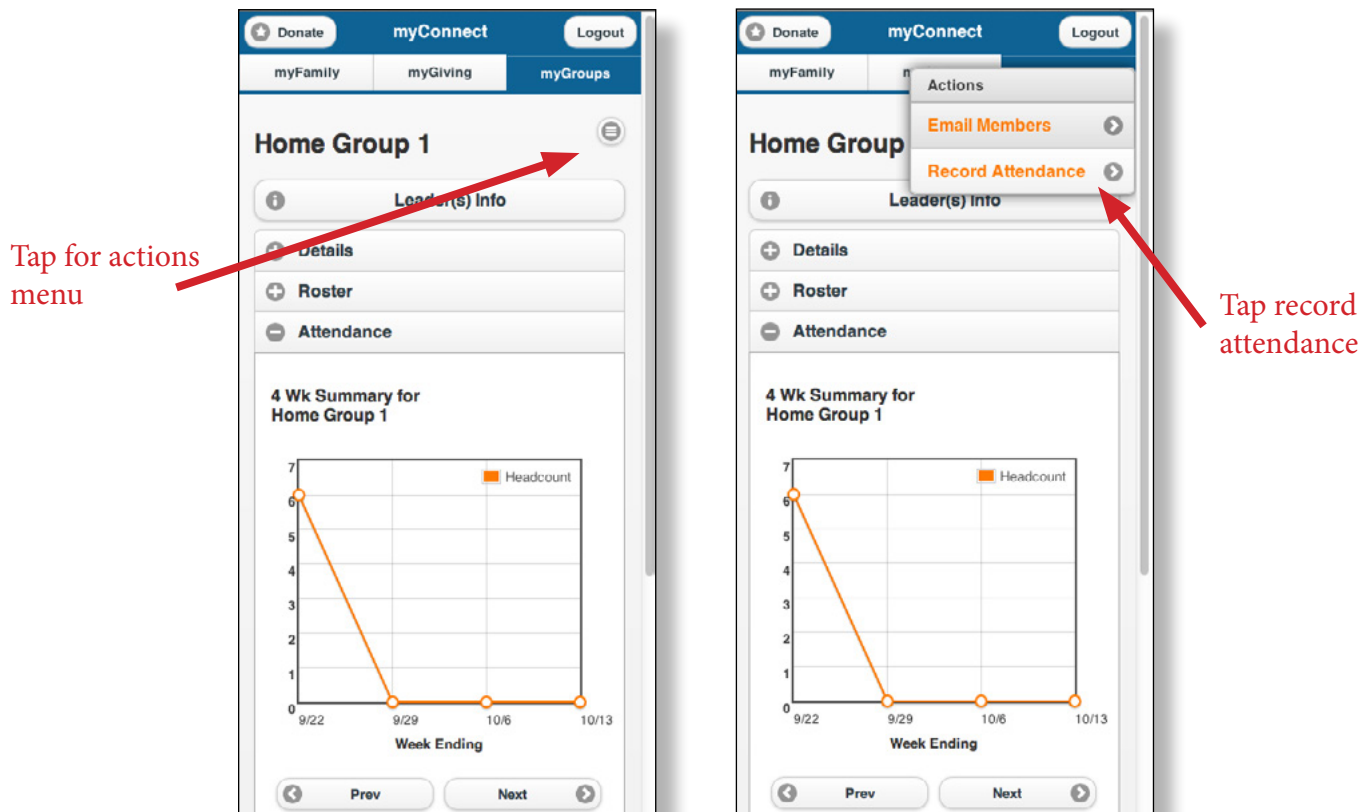 Donate myConnect Logout
myFamily myGiving myGroups
Home Group 1
Leader(s) Info
Details
Roster
Attendance
4 Wk Summary for
Home Group 1
7
Headcount
6
5
4
3
2
1
0
9/22 9/29 10/6 10/13
Week Ending
Prev Next
Tap for actions
menu
Donate myConnect Logout
myFamily
Actions
Email Members
Home Group
Record Attendance
Leader(s) Info
Details
Roster
Attendance
4 Wk Summary for
Home Group 1
7
Headcount
6
5
4
3
2
1
0
9/22 9/29 10/6 10/13
Week Ending
Prev Next
Tap record
attendance